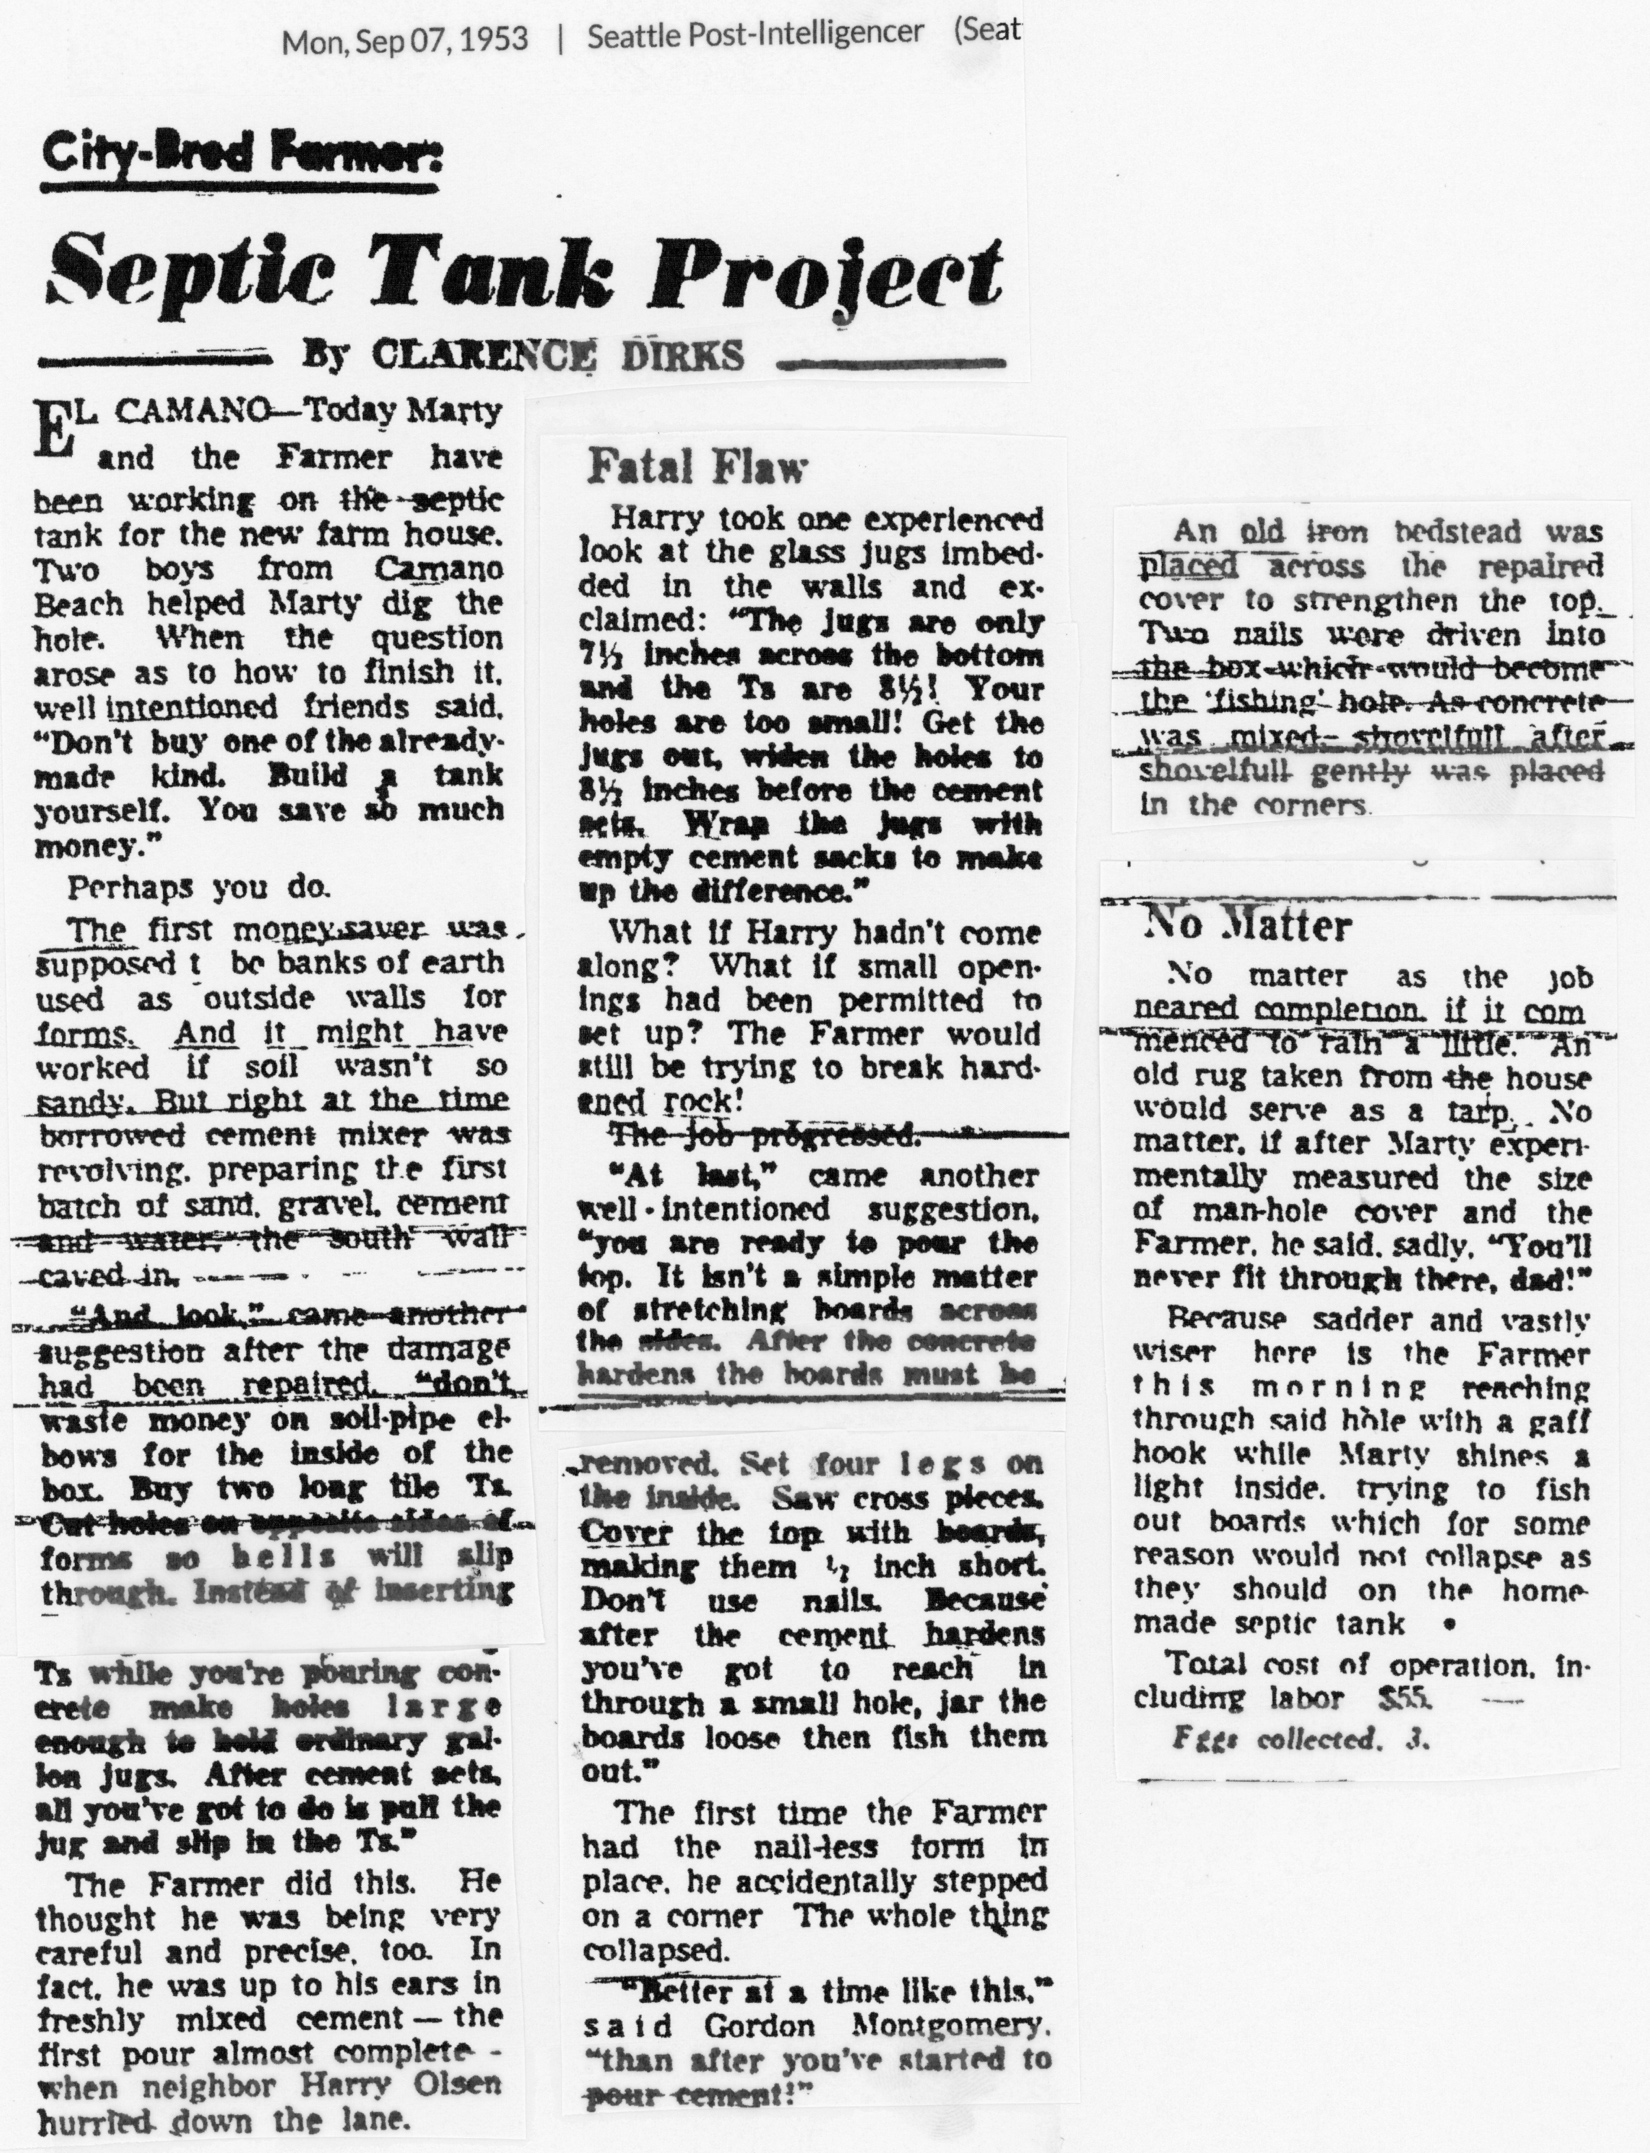 Mon, Sep 07, 1953 | Seattle Post-Intelligencer (Seat
City-Bred Farmer:
Septic Tank Project
By CLARENCE DIRKS
EL CAMANO—Today Marty
and the Farmer have
been working on the septic
tank for the new farm house.
Two boys from Camano
Beach helped Marty dig the
hole. When the question
arose as to how to finish it,
well intentioned friends said,
"Don't buy one of the already-
made kind. Build a tank
yourself. You save so much
money."
Perhaps you do.
The first money-saver was
supposed t be banks of earth
used as outside walls for
forms. And it might have
worked if soil wasn't so
sandy. But right at the time
borrowed cement mixer was
revolving, preparing the first
batch of sand, gravel, cement
and water, the south wall
caved in.
"And look," came another
suggestion after the damage
had been repaired, "don't
waste money on soil-pipe el-
bows for the inside of the
box. Buy two long tile Ts.
Cut holes on opposite sides of
forms so bells will slip
through. Instead of inserting
Ts while you're pouring con-
crete make holes large
enough to hold ordinary gal-
lon jugs. After cement sets,
all you've got to do is pull the
jug and slip in the Ts."
The Farmer did this. He
thought he was being very
careful and precise, too. In
fact, he was up to his ears in
freshly mixed cement — the
first pour almost complete -
when neighbor Harry Olsen
hurried down the lane.
Fatal Flaw
Harry took one experienced
look at the glass jugs imbed-
ded in the walls and ex-
claimed: "The jugs are only
7½ inches across the bottom
and the Ts are 8½! Your
holes are too small! Get the
jugs out, widen the holes to
8½ inches before the cement
sets. Wrap the jugs with
empty cement sacks to make
up the difference."
What if Harry hadn't come
along? What if small open-
ings had been permitted to
set up? The Farmer would
still be trying to break hard-
ened rock!
The job progressed.
"At last," came another
well-intentioned suggestion,
"you are ready to pour the
top. It isn't a simple matter
of stretching boards across
the sides. After the concrete
hardens the boards must be
removed. Set four legs on
the inside. Saw cross pieces.
Cover the top with boards,
making them ½ inch short.
Don't use nails. Because
after the cement hardens
you've got to reach in
through a small hole, jar the
boards loose then fish them
out."
The first time the Farmer
had the nail-less form in
place, he accidentally stepped
on a corner The whole thing
collapsed.
"Better at a time like this,"
said Gordon Montgomery,
"than after you've started to
pour cement!"
An old iron bedstead was
placed across the repaired
cover to strengthen the top.
Two nails were driven into
the box which would become
the 'fishing' hole. As concrete
was mixed shovelfull after
shovelfull gently was placed
in the corners.
No Matter
No matter as the job
neared completion, if it com
menced to rain a little. An
old rug taken from the house
would serve as a tarp. No
matter, if after Marty experi-
mentally measured the size
of man-hole cover and the
Farmer, he said, sadly, "You'll
never fit through there, dad!"
Because sadder and vastly
wiser here is the Farmer
this morning reaching
through said hole with a gaff
hook while Marty shines a
light inside, trying to fish
out boards which for some
reason would not collapse as
they should on the home-
made septic tank •
Total cost of operation, in-
cluding labor $55.
Eggs collected, 3.